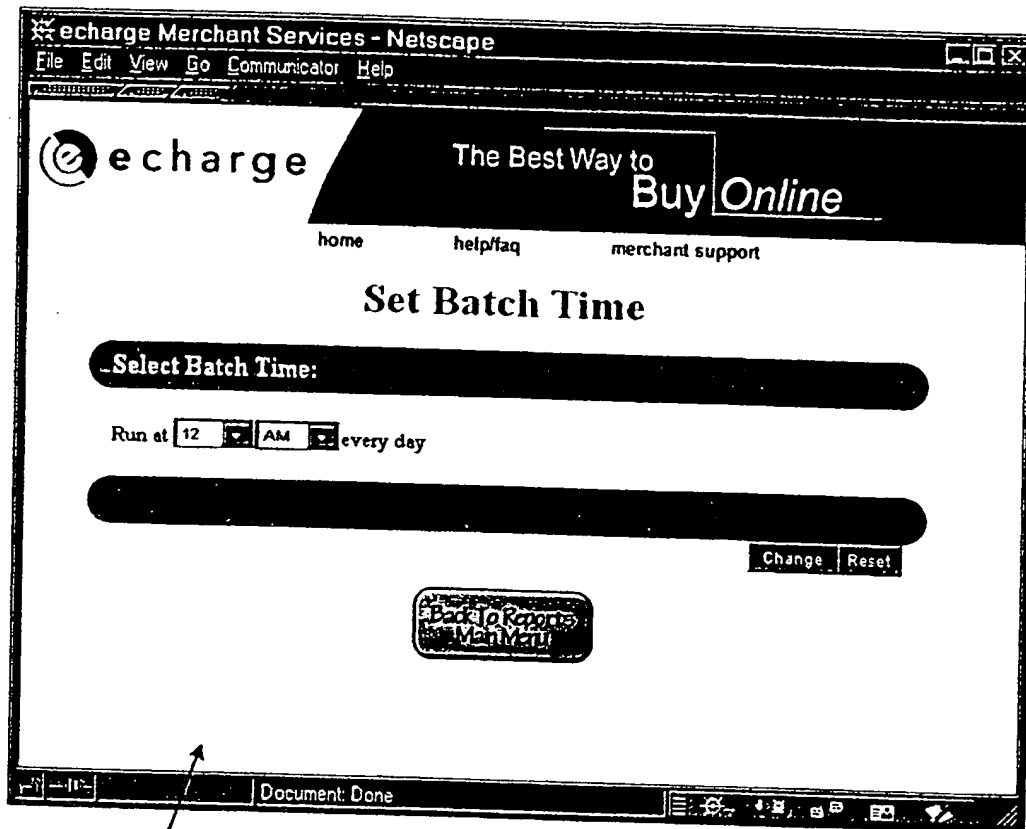 echarge Merchant Services - Netscape
File Edit View Go Communicator Help
echarge
The Best Way to
Buy Online
home help/faq merchant support
Set Batch Time
Select Batch Time:
Run at 12 AM every day
Change Reset
Back To Reports
Main Menu
Document: Done